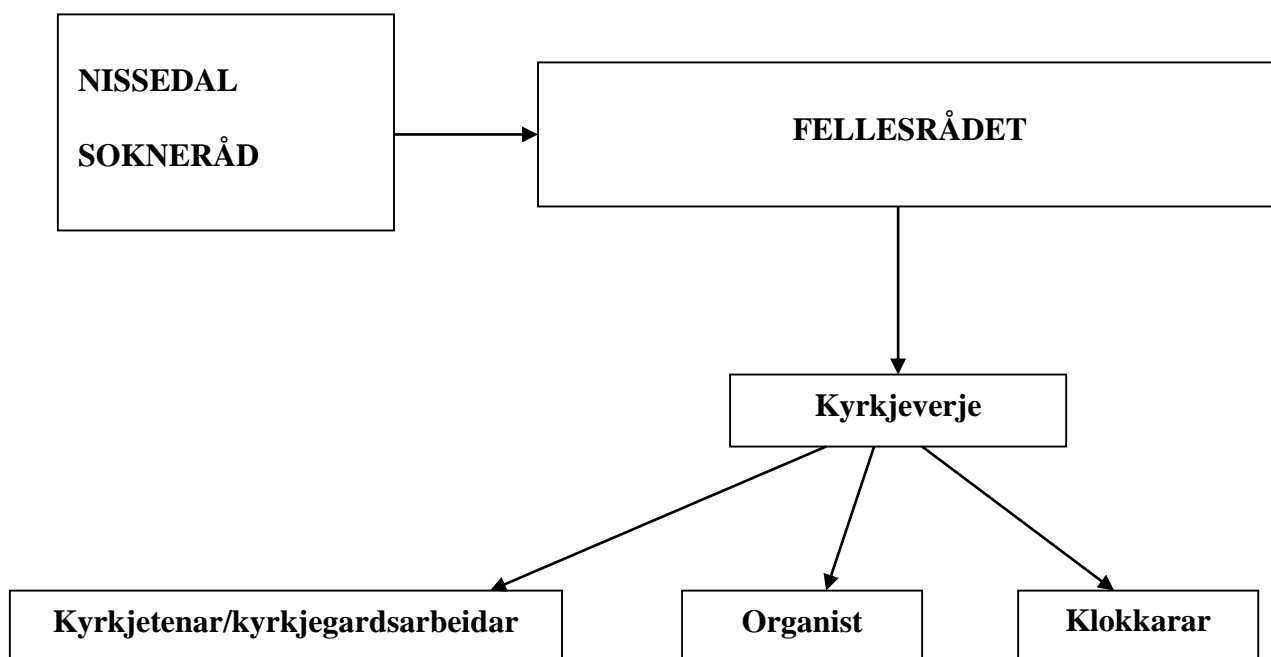 NISSEDAL
SOKNERÅD
FELLESRÅDET
Kyrkjeverje
Kyrkjetenar/kyrkjegardsarbeidar
Organist
Klokkarar